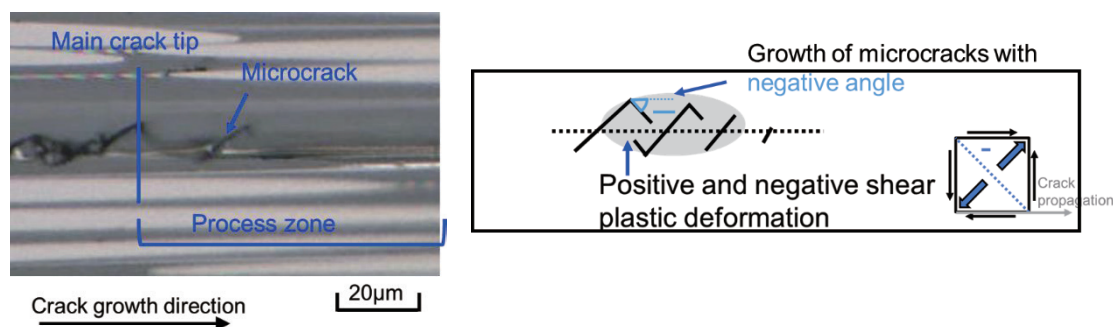 Main crack tip
Microcrack
Process zone
Crack growth direction
20μm
Growth of microcracks with
negative angle
Positive and negative shear
plastic deformation
-
Crack
propagation